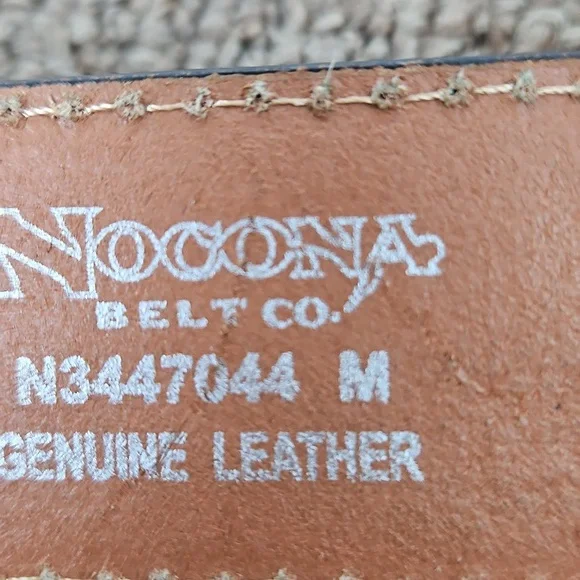 NOCONA
BELT CO.
N3447044 M
GENUINE LEATHER